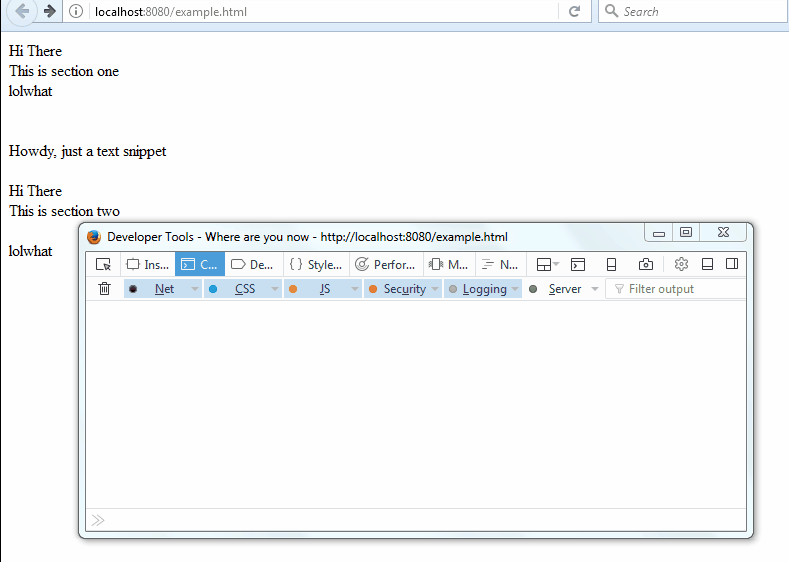 localhost:8080/example.html
Search
Hi There
This is section one
lolwhat
Howdy, just a text snippet
Hi There
This is section two
lolwhat
Developer Tools - Where are you now - http://localhost:8080/example.html
Ins... C... De... { } Style... Perfor... M... N...
Net CSS JS Security Logging Server Filter output